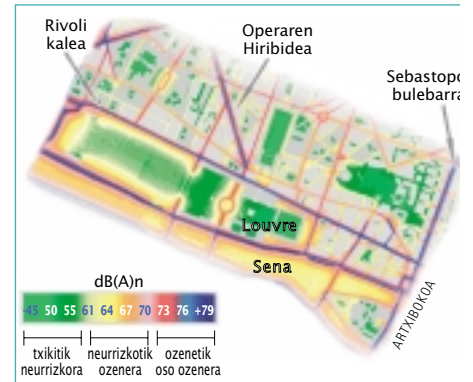 Rivoli
kalea
Operaren
Hiribidea
Sebastopo
bulebarra
Louvre
Sena
ARTXIBOKOA
dB(A)n
-45 50 55 61 64 67 70 73 76 +79
txikitik
neurrizkora
neurrizkotik
ozenera
ozenetik
oso ozenera